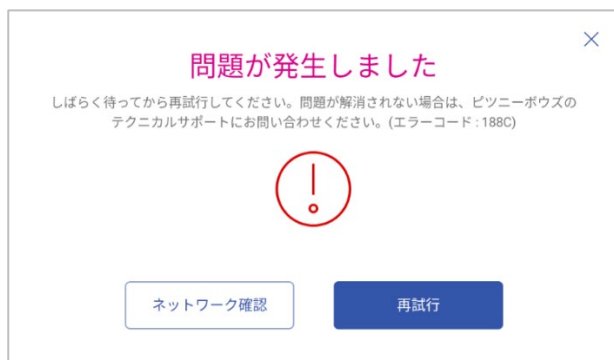 問題が発生しました
しばらく待ってから再試行してください。問題が解消されない場合は、ピツニーボウズの
テクニカルサポートにお問い合わせください。(エラーコード : 188C)
ネットワーク確認
再試行